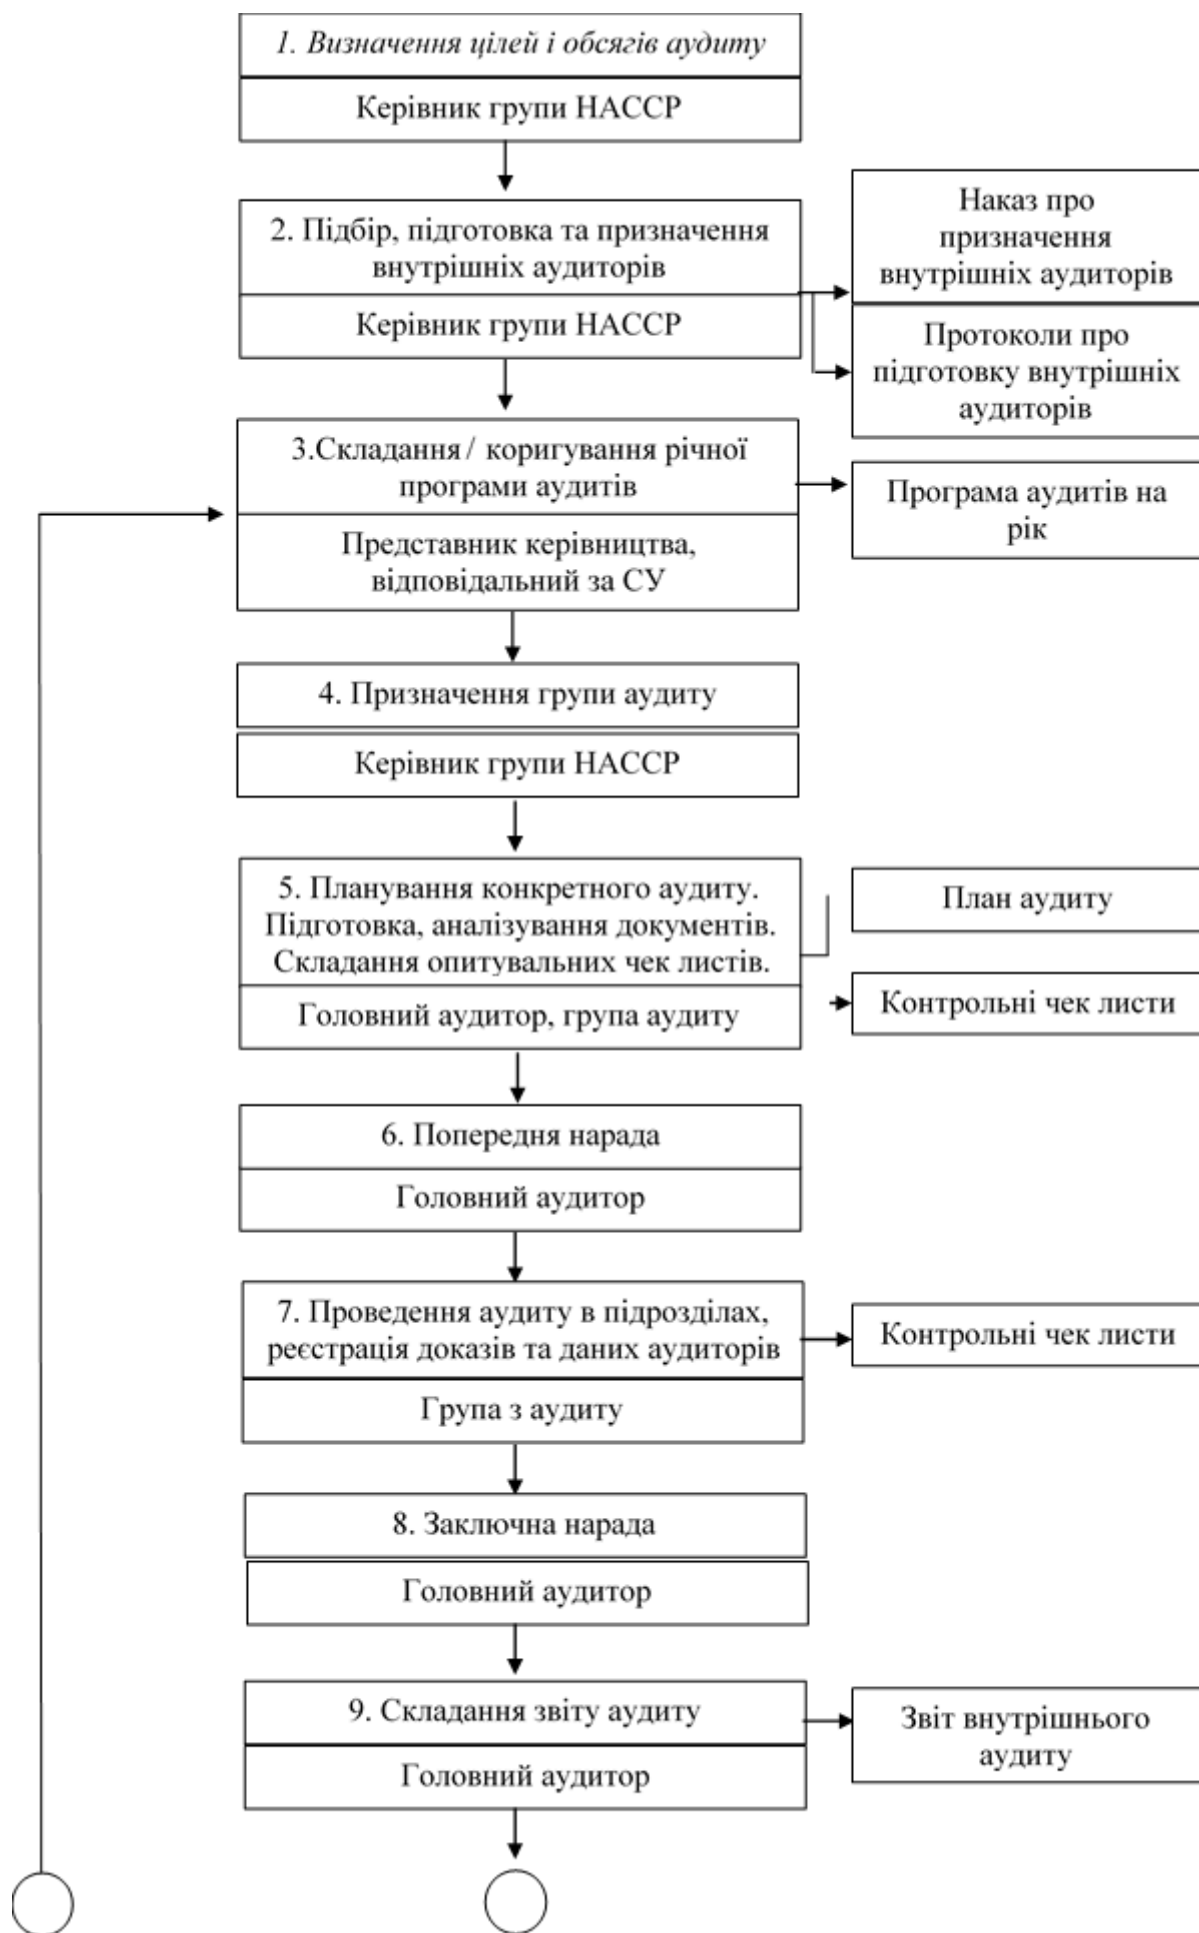 1. Визначення цілей і обсягів аудиту
Керівник групи НАССР
2. Підбір, підготовка та призначення
внутрішніх аудиторів
Керівник групи НАССР
Наказ про
призначення
внутрішніх аудиторів
Протоколи про
підготовку внутрішніх
аудиторів
3.Складання / коригування річної
програми аудитів
Представник керівництва,
відповідальний за СУ
Програма аудитів на
рік
4. Призначення групи аудиту
Керівник групи НАССР
5. Планування конкретного аудиту.
Підготовка, аналізування документів.
Складання опитувальних чек листів.
Головний аудитор, група аудиту
План аудиту
Контрольні чек листи
6. Попередня нарада
Головний аудитор
7. Проведення аудиту в підрозділах,
реєстрація доказів та даних аудиторів
Група з аудиту
Контрольні чек листи
8. Заключна нарада
Головний аудитор
9. Складання звіту аудиту
Головний аудитор
Звіт внутрішнього
аудиту